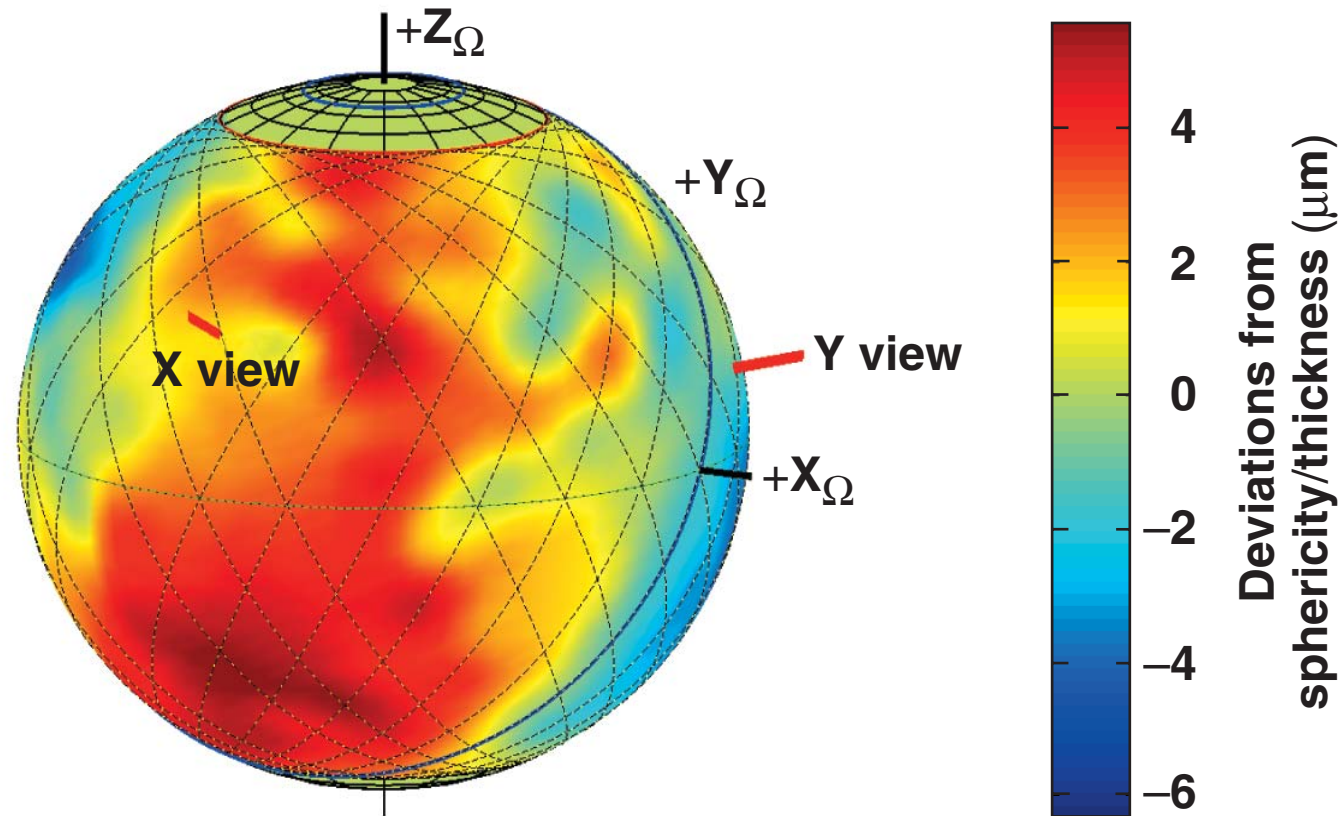 +ZΩ
+YΩ
X view
Y view
+XΩ
4
2
0
–2
–4
–6
Deviations from
sphericity/thickness (μm)